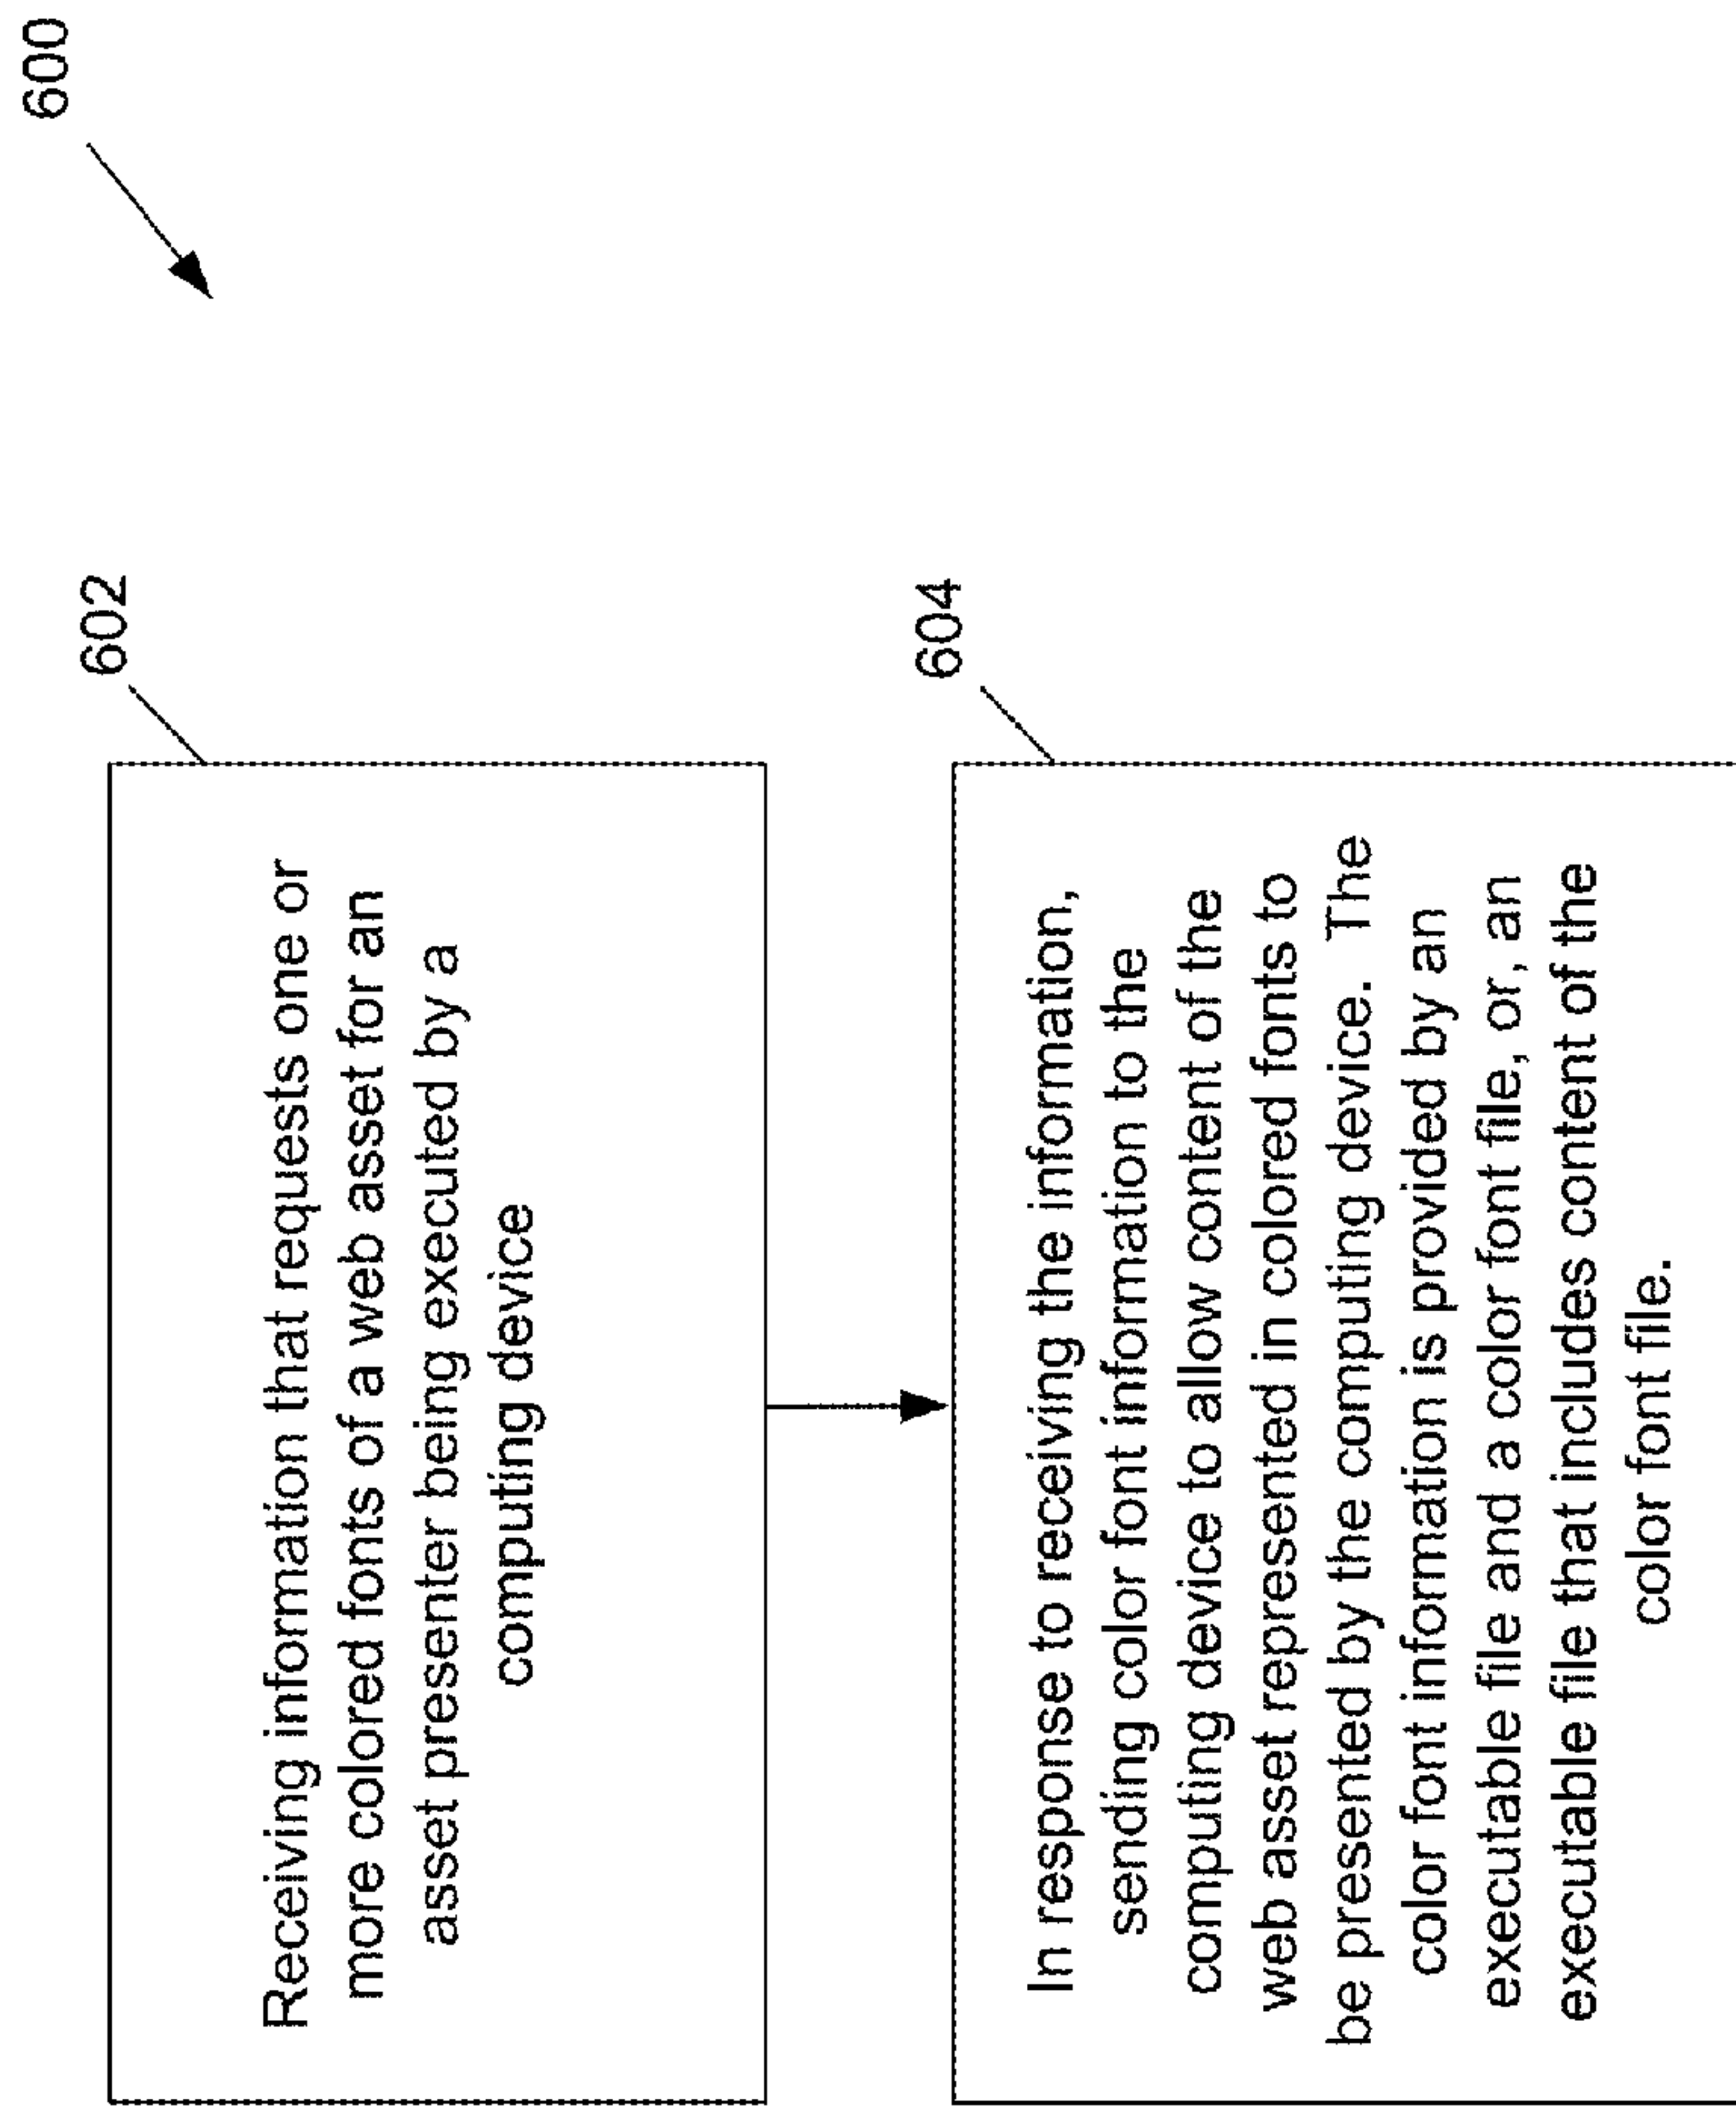 600
602
Receiving information that requests one or
more colored fonts of a web asset for an
asset presenter being executed by a
computing device
604
In response to receiving the information,
sending color font information to the
computing device to allow content of the
web asset represented in colored fonts to
be presented by the computing device. The
color font information is provided by an
executable file and a color font file, or, an
executable file that includes content of the
color font file.